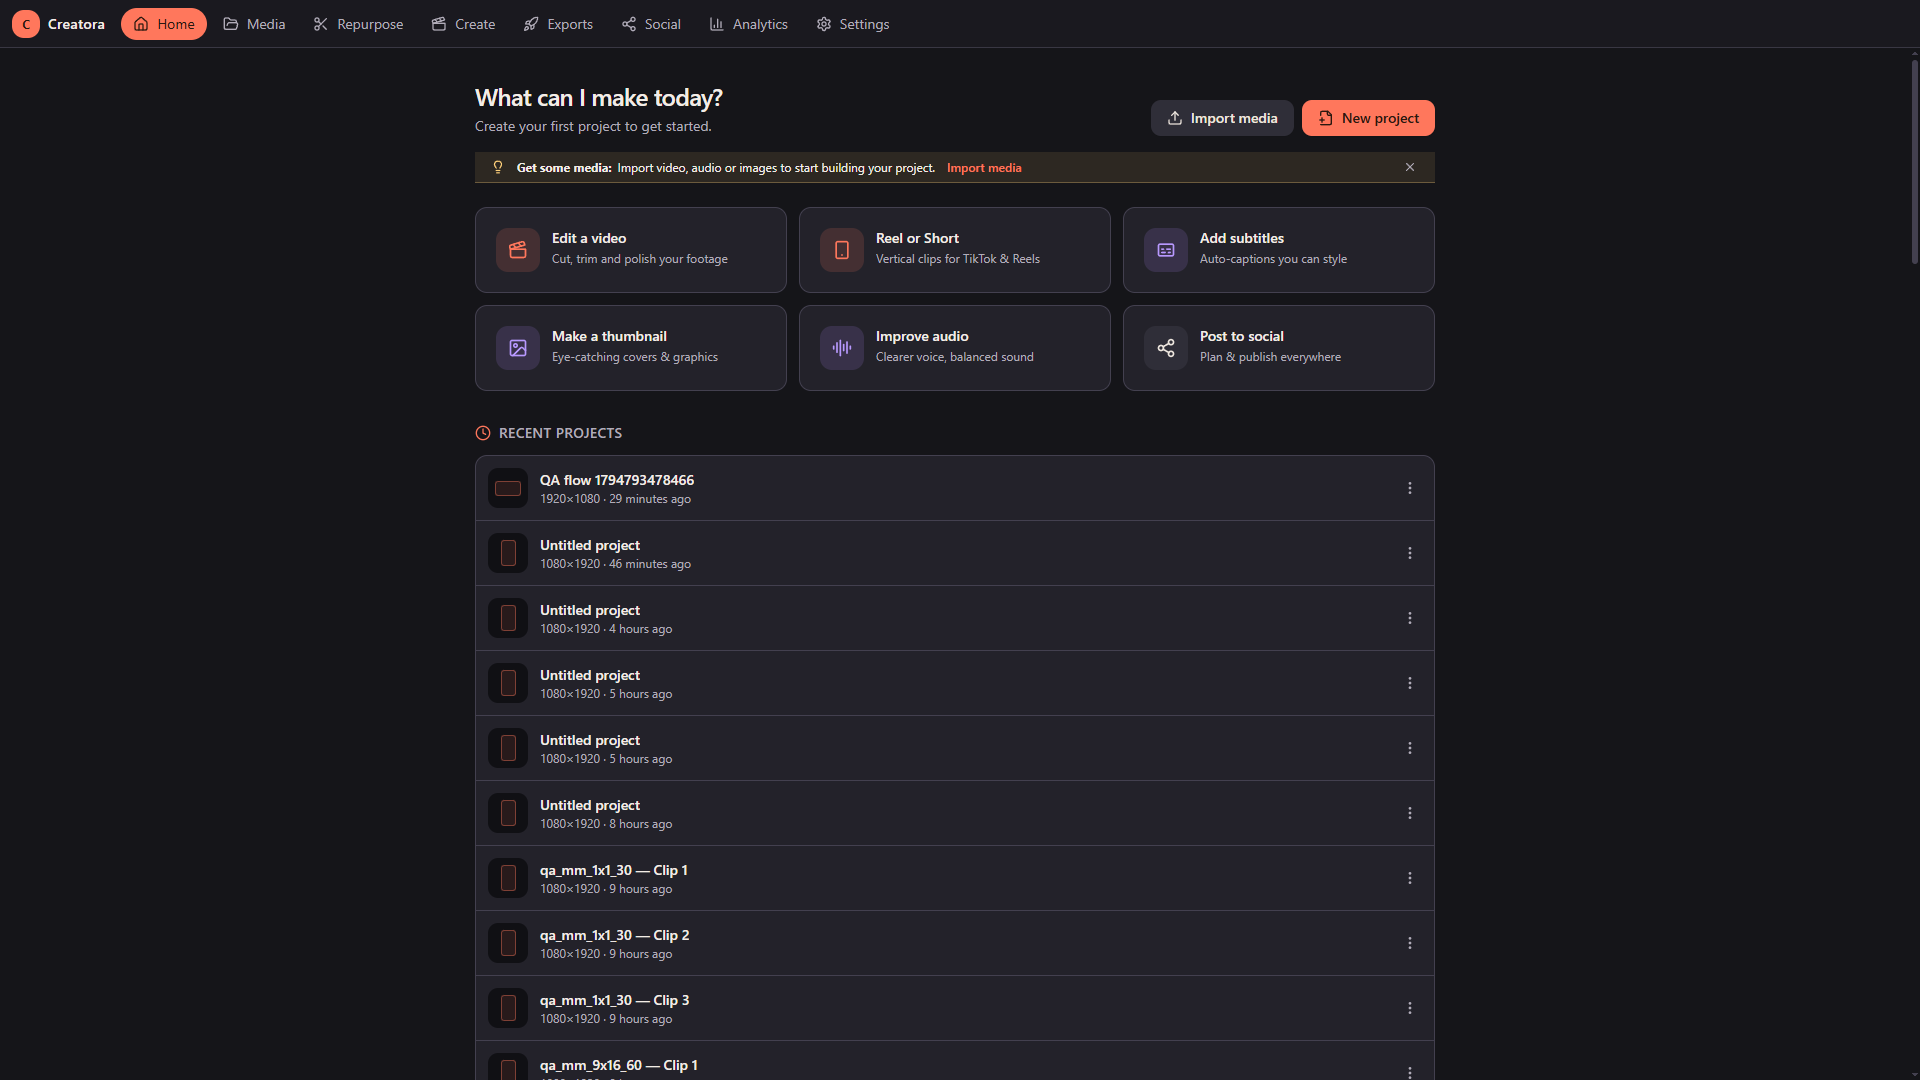 C Creatora Home Media Repurpose Create Exports Social Analytics Settings
What can I make today?
Create your first project to get started.
Import media New project
Get some media: Import video, audio or images to start building your project. Import media
Edit a video
Cut, trim and polish your footage
Reel or Short
Vertical clips for TikTok & Reels
Add subtitles
Auto-captions you can style
Make a thumbnail
Eye-catching covers & graphics
Improve audio
Clearer voice, balanced sound
Post to social
Plan & publish everywhere
RECENT PROJECTS
QA flow 1794793478466
1920×1080 · 29 minutes ago
Untitled project
1080×1920 · 46 minutes ago
Untitled project
1080×1920 · 4 hours ago
Untitled project
1080×1920 · 5 hours ago
Untitled project
1080×1920 · 5 hours ago
Untitled project
1080×1920 · 8 hours ago
qa_mm_1x1_30 — Clip 1
1080×1920 · 9 hours ago
qa_mm_1x1_30 — Clip 2
1080×1920 · 9 hours ago
qa_mm_1x1_30 — Clip 3
1080×1920 · 9 hours ago
qa_mm_9x16_60 — Clip 1